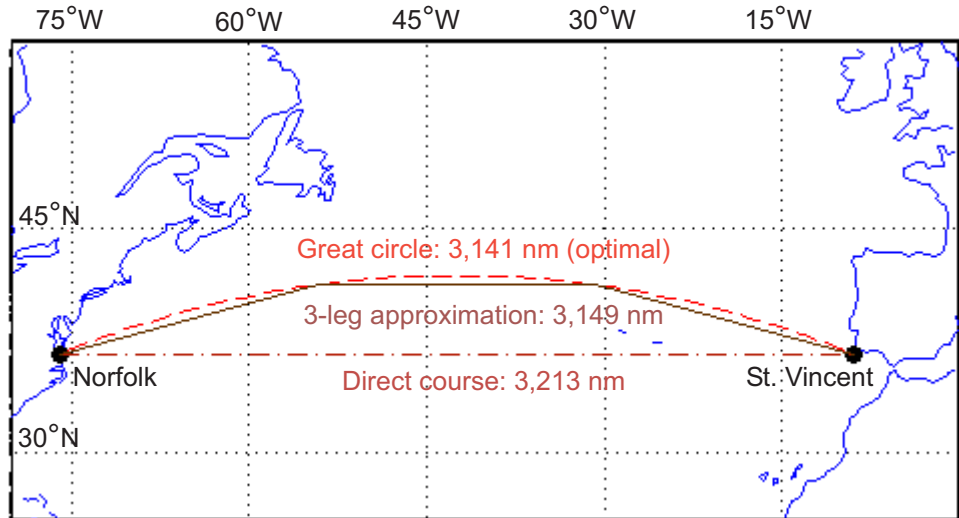 75°W 60°W 45°W 30°W 15°W
45°N
Great circle: 3,141 nm (optimal)
3-leg approximation: 3,149 nm
Norfolk
Direct course: 3,213 nm
St. Vincent
30°N